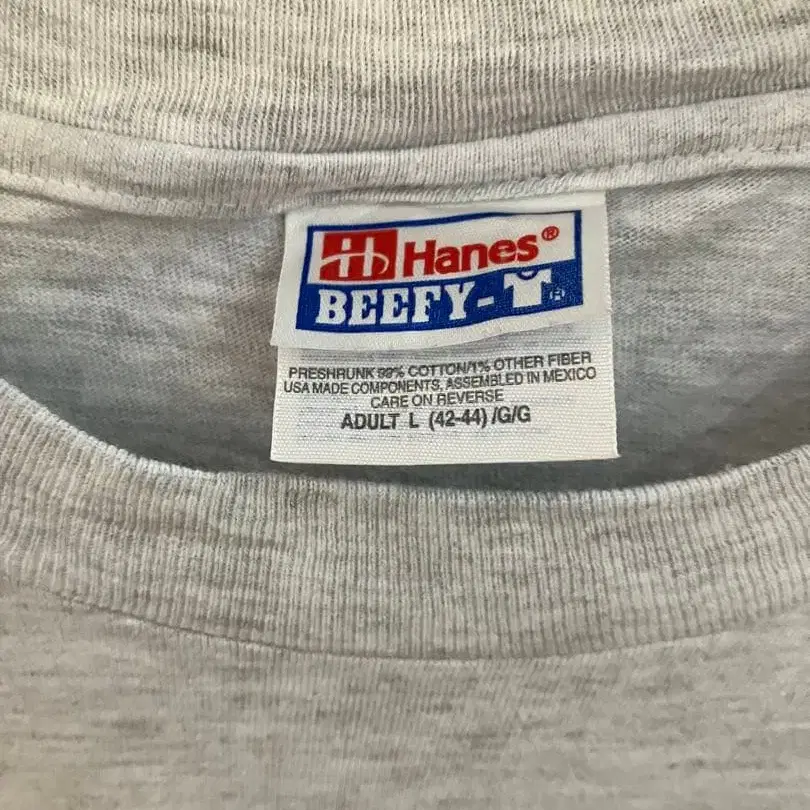 H Hanes®
BEEFY-T®
PRESHRUNK 99% COTTON/1% OTHER FIBER
USA MADE COMPONENTS, ASSEMBLED IN MEXICO
CARE ON REVERSE
ADULT L (42-44) /G/G